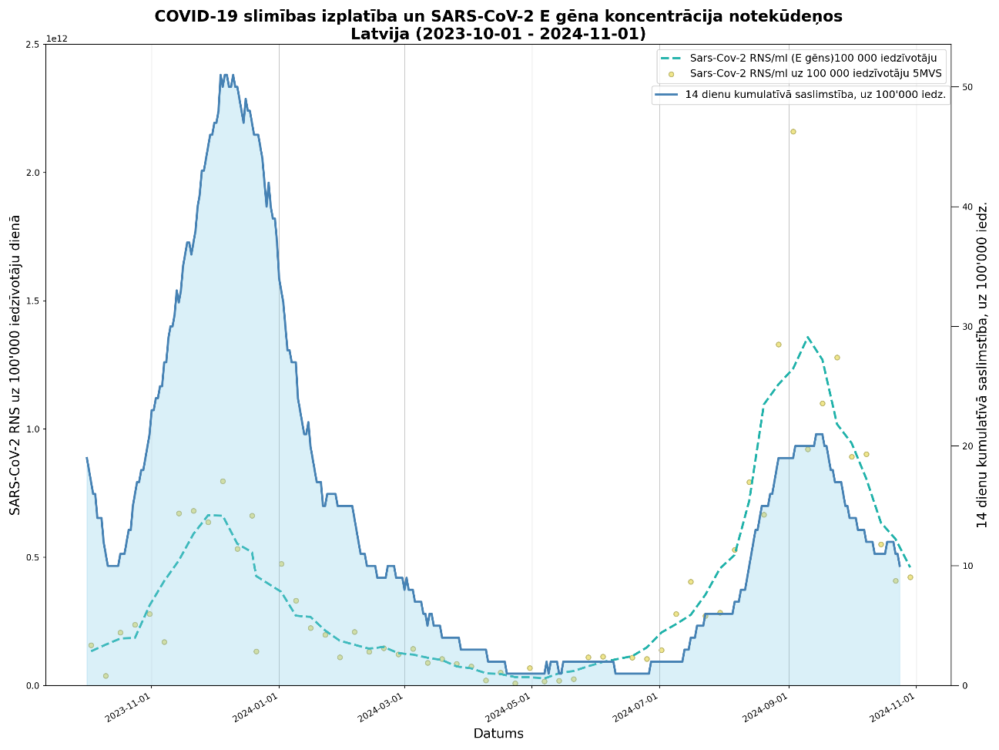 COVID-19 slimības izplatība un SARS-CoV-2 E gēna koncentrācija notekūdeņos
Latvija (2023-10-01 - 2024-11-01)
1e12
Sars-Cov-2 RNS/ml (E gēns)100 000 iedzīvotāju
Sars-Cov-2 RNS/ml uz 100 000 iedzīvotāju 5MVS
14 dienu kumulatīvā saslimstība, uz 100'000 iedz.
SARS-CoV-2 RNS uz 100'000 iedzīvotāju dienā
2.5
2.0
1.5
1.0
0.5
0.0
50
40
30
20
10
0
14 dienu kumulatīvā saslimstība, uz 100'000 iedz.
2023-11-01
2024-01-01
2024-03-01
2024-05-01
2024-07-01
2024-09-01
2024-11-01
Datums